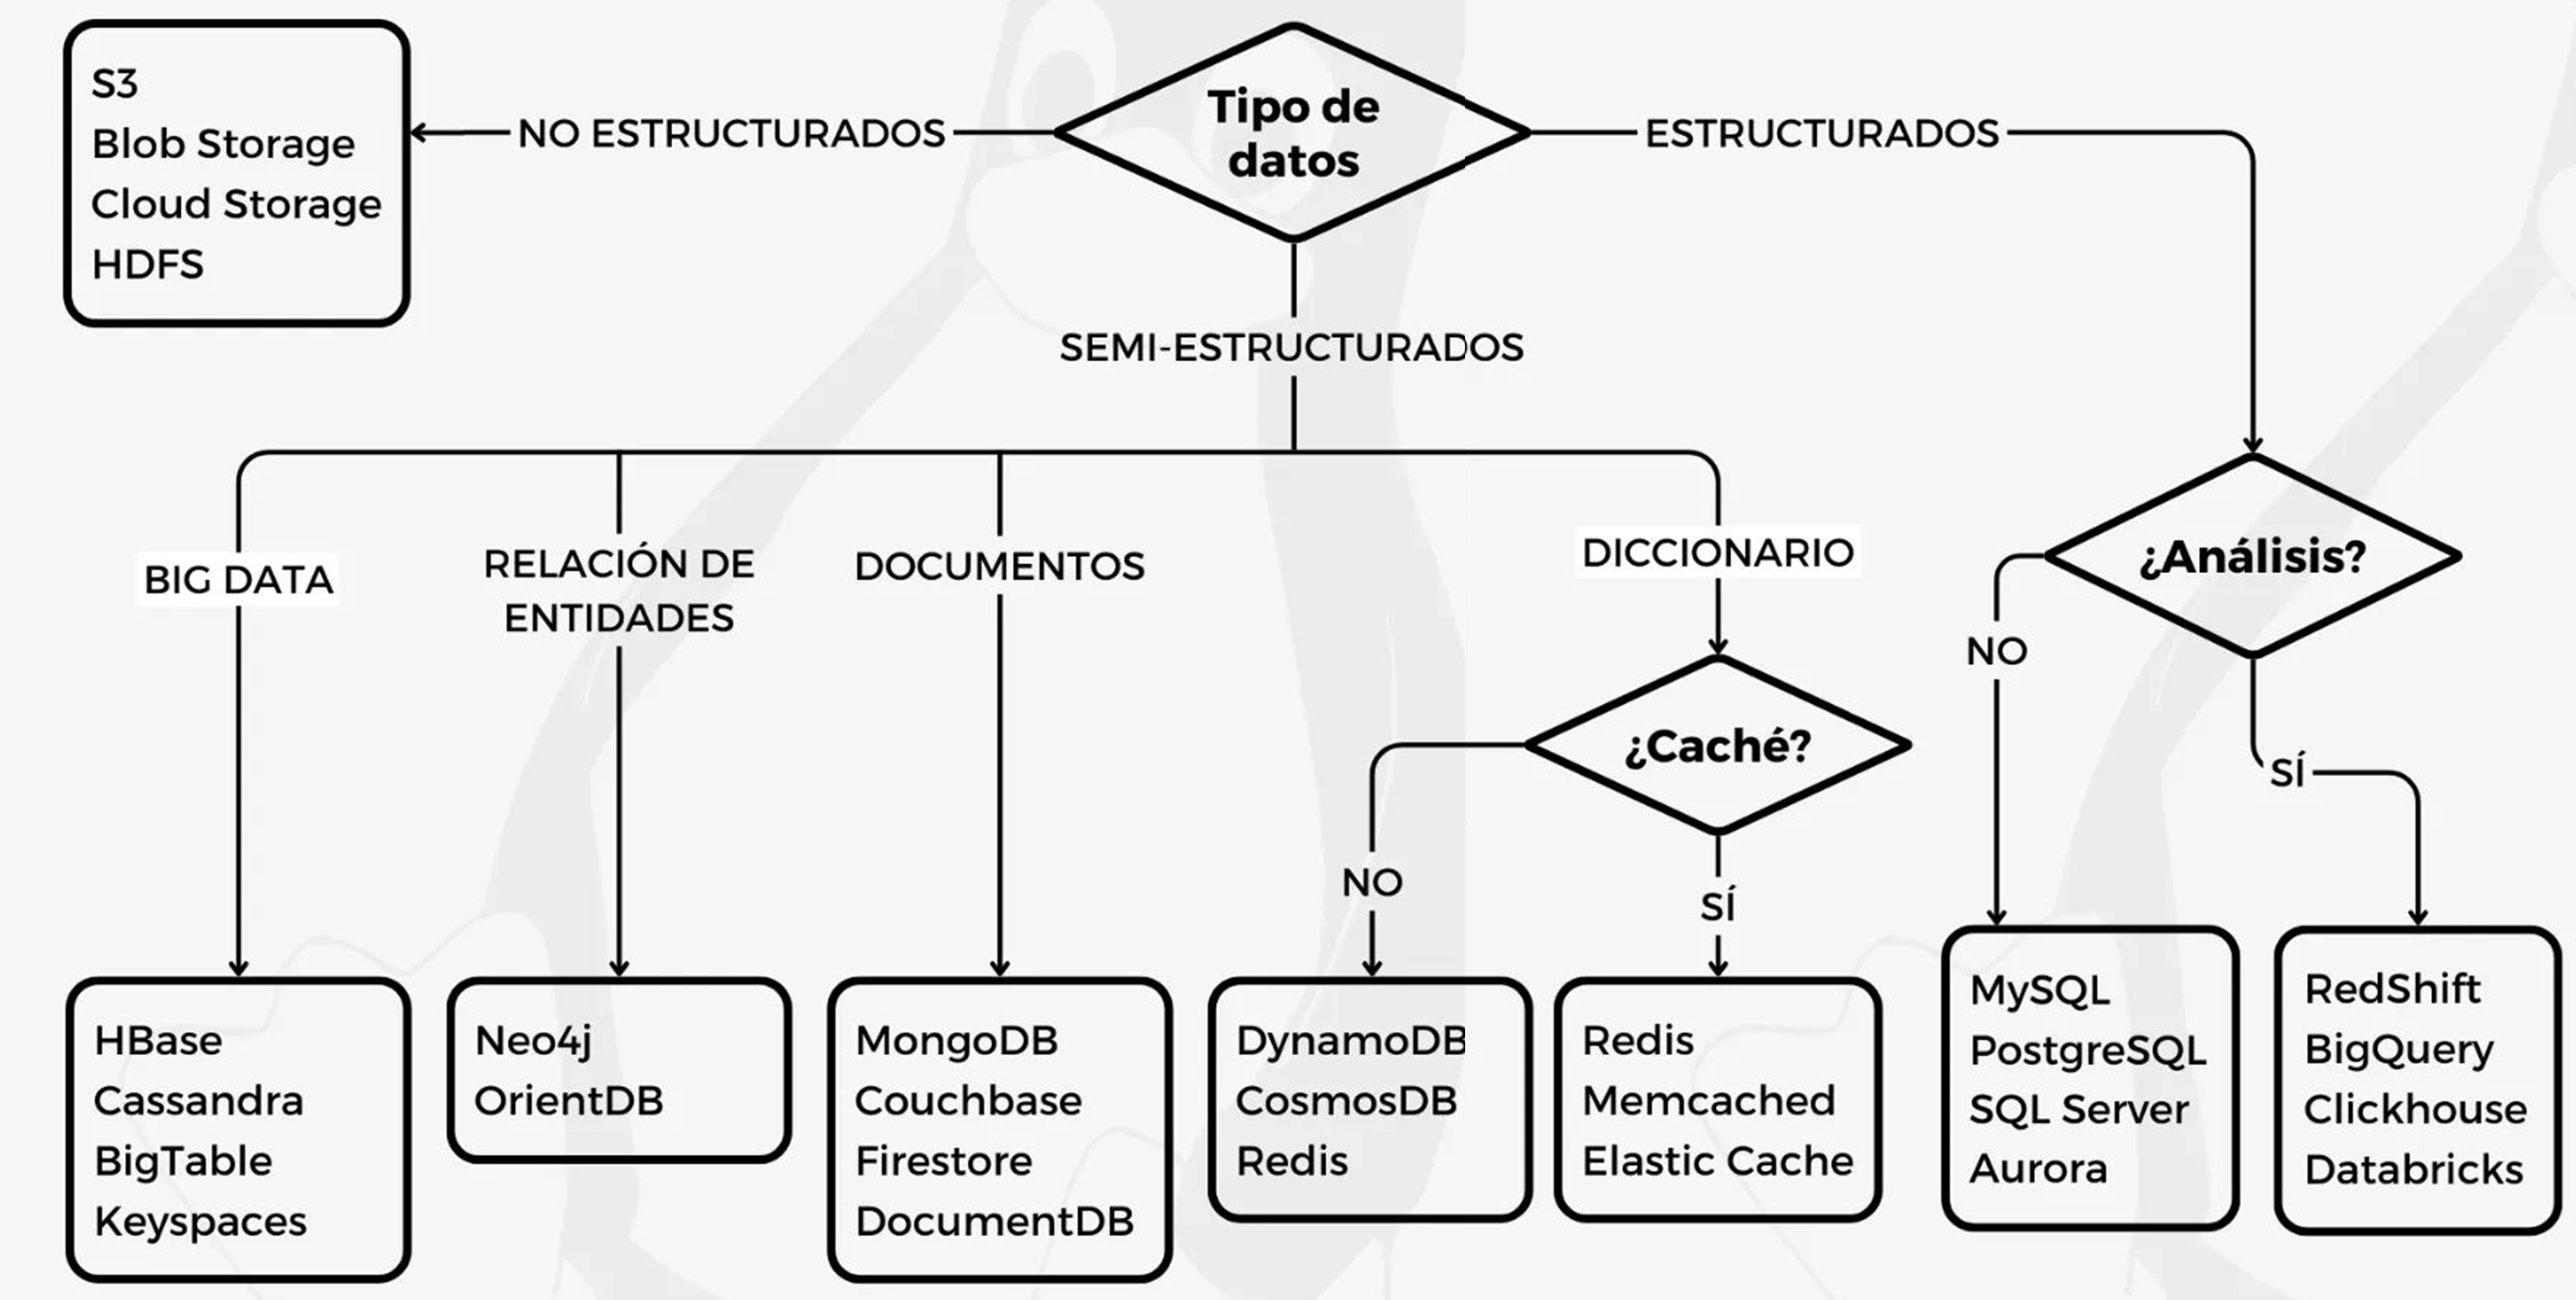 S3
Blob Storage
Cloud Storage
HDFS
NO ESTRUCTURADOS
Tipo de
datos
ESTRUCTURADOS
SEMI-ESTRUCTURADOS
BIG DATA
RELACIÓN DE
ENTIDADES
DOCUMENTOS
DICCIONARIO
¿Análisis?
NO
SÍ
¿Caché?
NO
SÍ
HBase
Cassandra
BigTable
Keyspaces
Neo4j
OrientDB
MongoDB
Couchbase
Firestore
DocumentDB
DynamoDB
CosmosDB
Redis
Redis
Memcached
Elastic Cache
MySQL
PostgreSQL
SQL Server
Aurora
RedShift
BigQuery
Clickhouse
Databricks